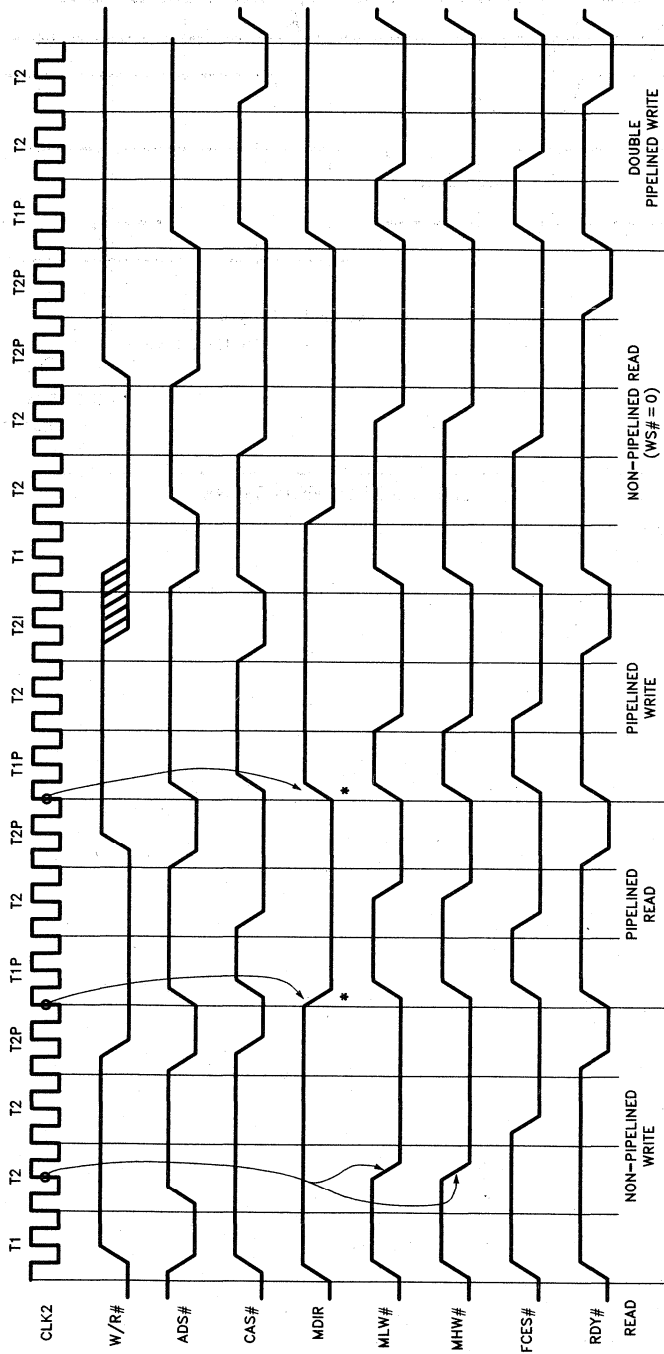 CLK2
T1
T2
T2
T2P
T1P
T2
T2P
T1P
T2
T2I
T1
T2
T2
T2P
T2P
T1P
T2
T2
W/R#
ADS#
CAS#
MDIR
*
*
MLW#
MHW#
FCES#
RDY#
READ
NON-PIPELINED
WRITE
PIPELINED
READ
PIPELINED
WRITE
NON-PIPELINED READ
(WS# = 0)
DOUBLE
PIPELINED WRITE